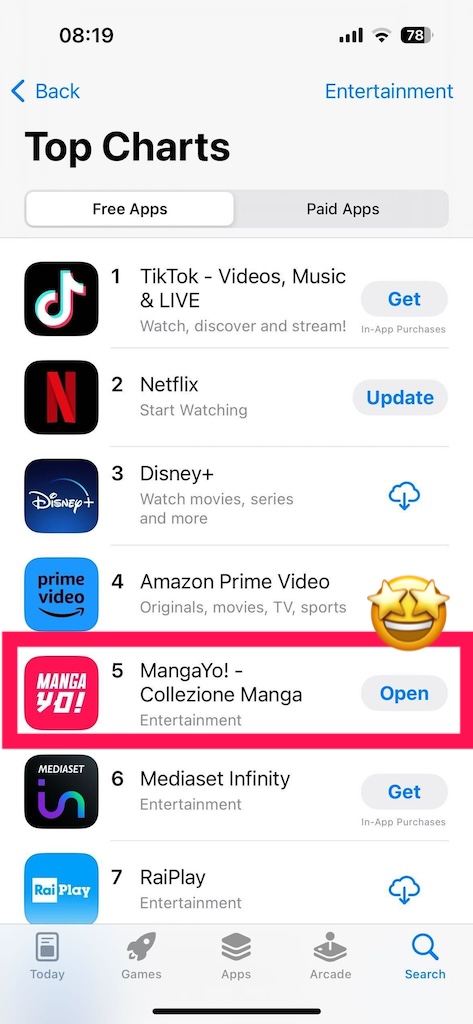 08:19
78
Back
Entertainment
Top Charts
Free Apps
Paid Apps
1
TikTok - Videos, Music
& LIVE
Watch, discover and stream!
Get
In-App Purchases
N
2
Netflix
Start Watching
Update
Disney+
3
Disney+
Watch movies, series
and more
prime
video
4
Amazon Prime Video
Originals, movies, TV, sports
MANGA
YO!
5
MangaYo! -
Collezione Manga
Entertainment
Open
MEDIASET
in
6
Mediaset Infinity
Entertainment
Get
In-App Purchases
Rai Play
7
RaiPlay
Entertainment
Today
Games
Apps
Arcade
Search